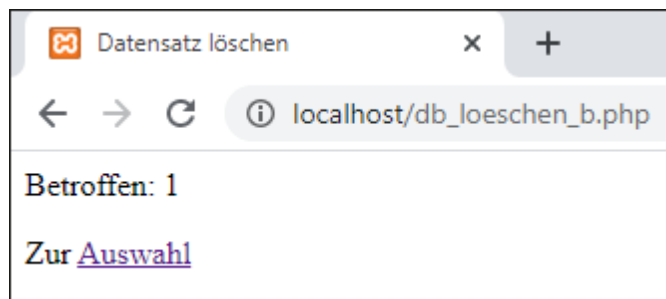 Datensatz löschen
localhost/db_loeschen_b.php
Betroffen: 1
Zur Auswahl